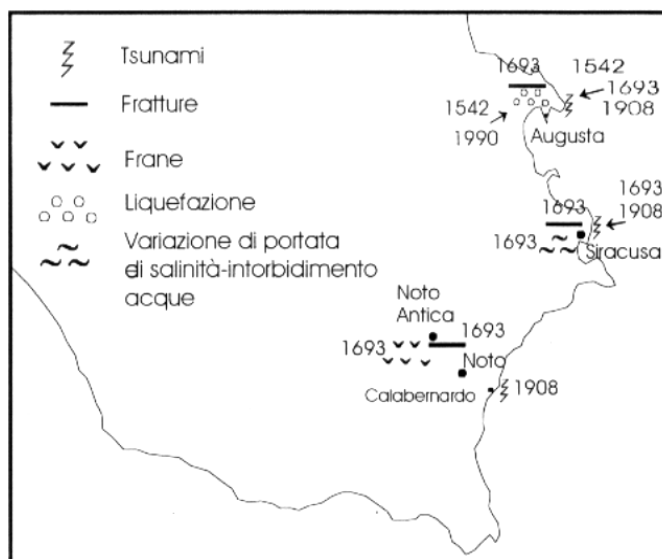 Tsunami
Fratture
Frane
Liquefazione
Variazione di portata
di salinità-intorbidimento
acque
1693
1542
1693
1908
1542
1990
Augusta
1693
1908
1693
1693
Siracusa
Noto
Antica
1693
1693
Noto
Calabernardo
1908